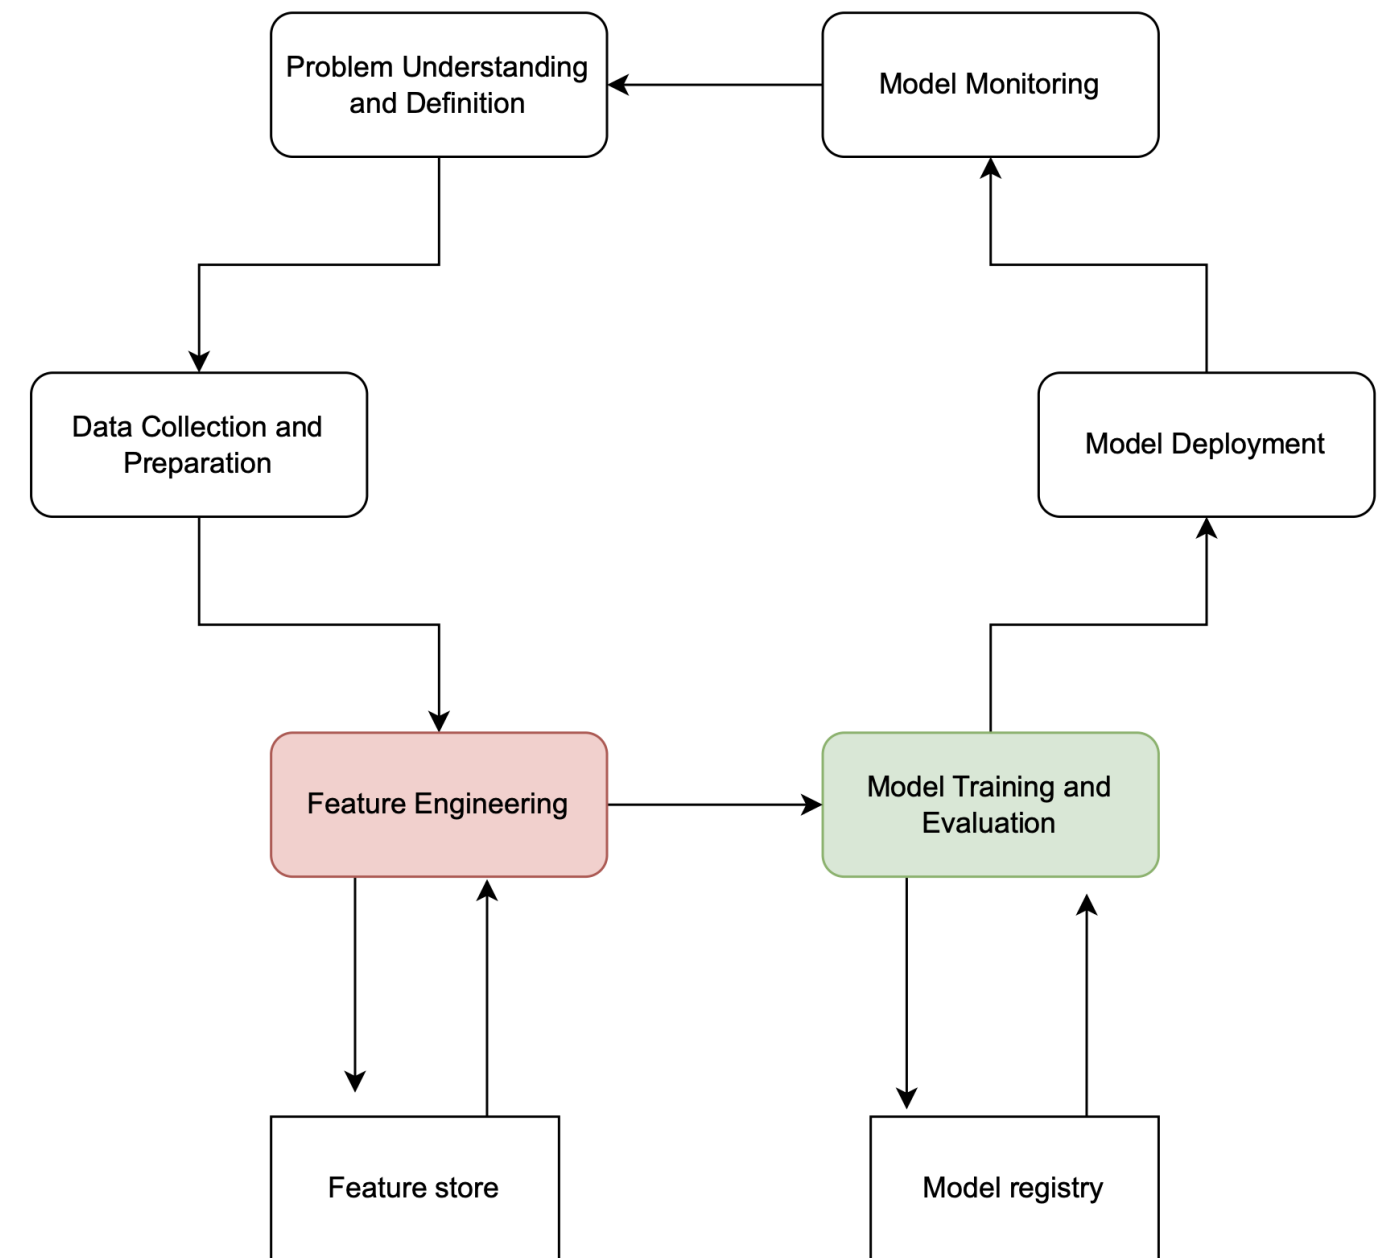 Problem Understanding
and Definition
Model Monitoring
Data Collection and
Preparation
Model Deployment
Feature Engineering
Model Training and
Evaluation
Feature store
Model registry